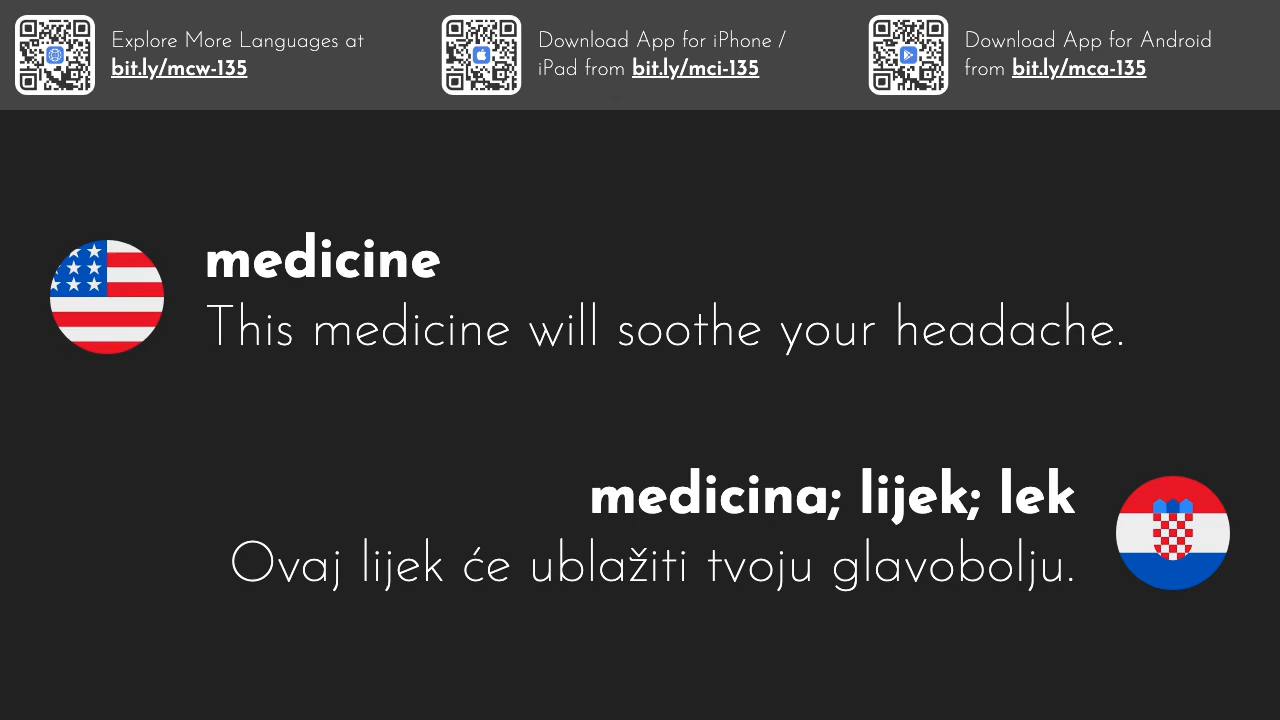 Explore More Languages at
bit.ly/mcw-135
Download App for iPhone /
iPad from bit.ly/mci-135
Download App for Android
from bit.ly/mca-135
medicine
This medicine will soothe your headache.
medicina; lijek; lek
Ovaj lijek će ublažiti tvoju glavobolju.